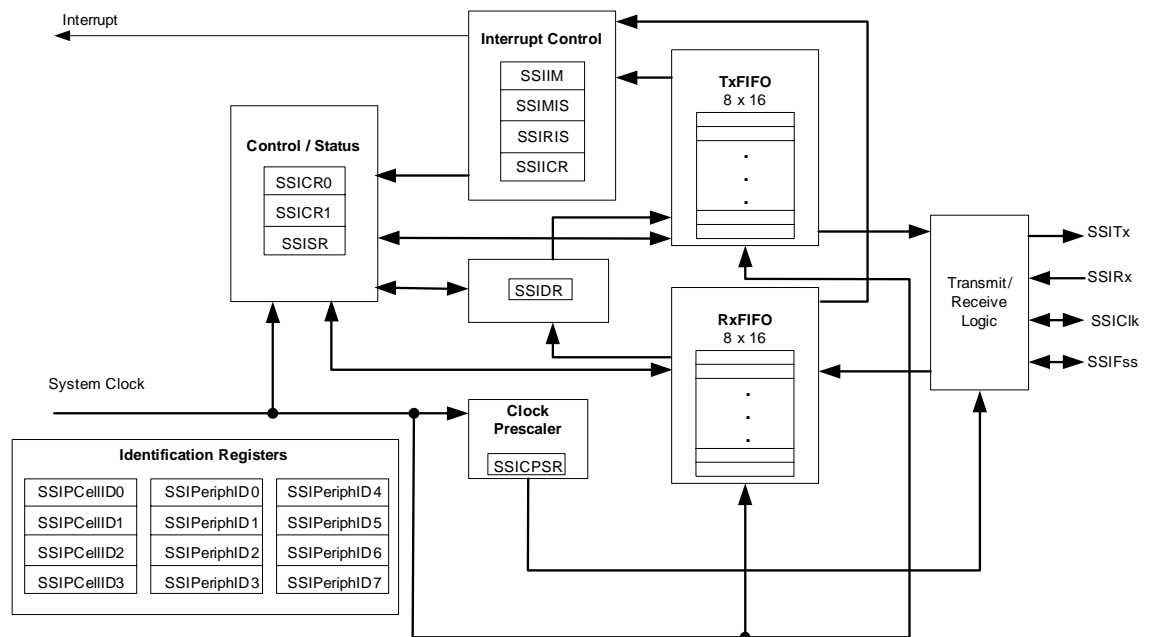 Interrupt
Interrupt Control
SSIIM
SSIMIS
SSIRIS
SSIICR
TxFIFO
8 x 16
.
.
.
Control / Status
SSICR0
SSICR1
SSISR
SSIDR
RxFIFO
8 x 16
.
.
.
Transmit/
Receive
Logic
SSITx
SSIRx
SSIClk
SSIFss
System Clock
Clock
Prescaler
SSICPSR
Identification Registers
SSIPCellID0
SSIPeriphID0
SSIPeriphID4
SSIPCellID1
SSIPeriphID1
SSIPeriphID5
SSIPCellID2
SSIPeriphID2
SSIPeriphID6
SSIPCellID3
SSIPeriphID3
SSIPeriphID7